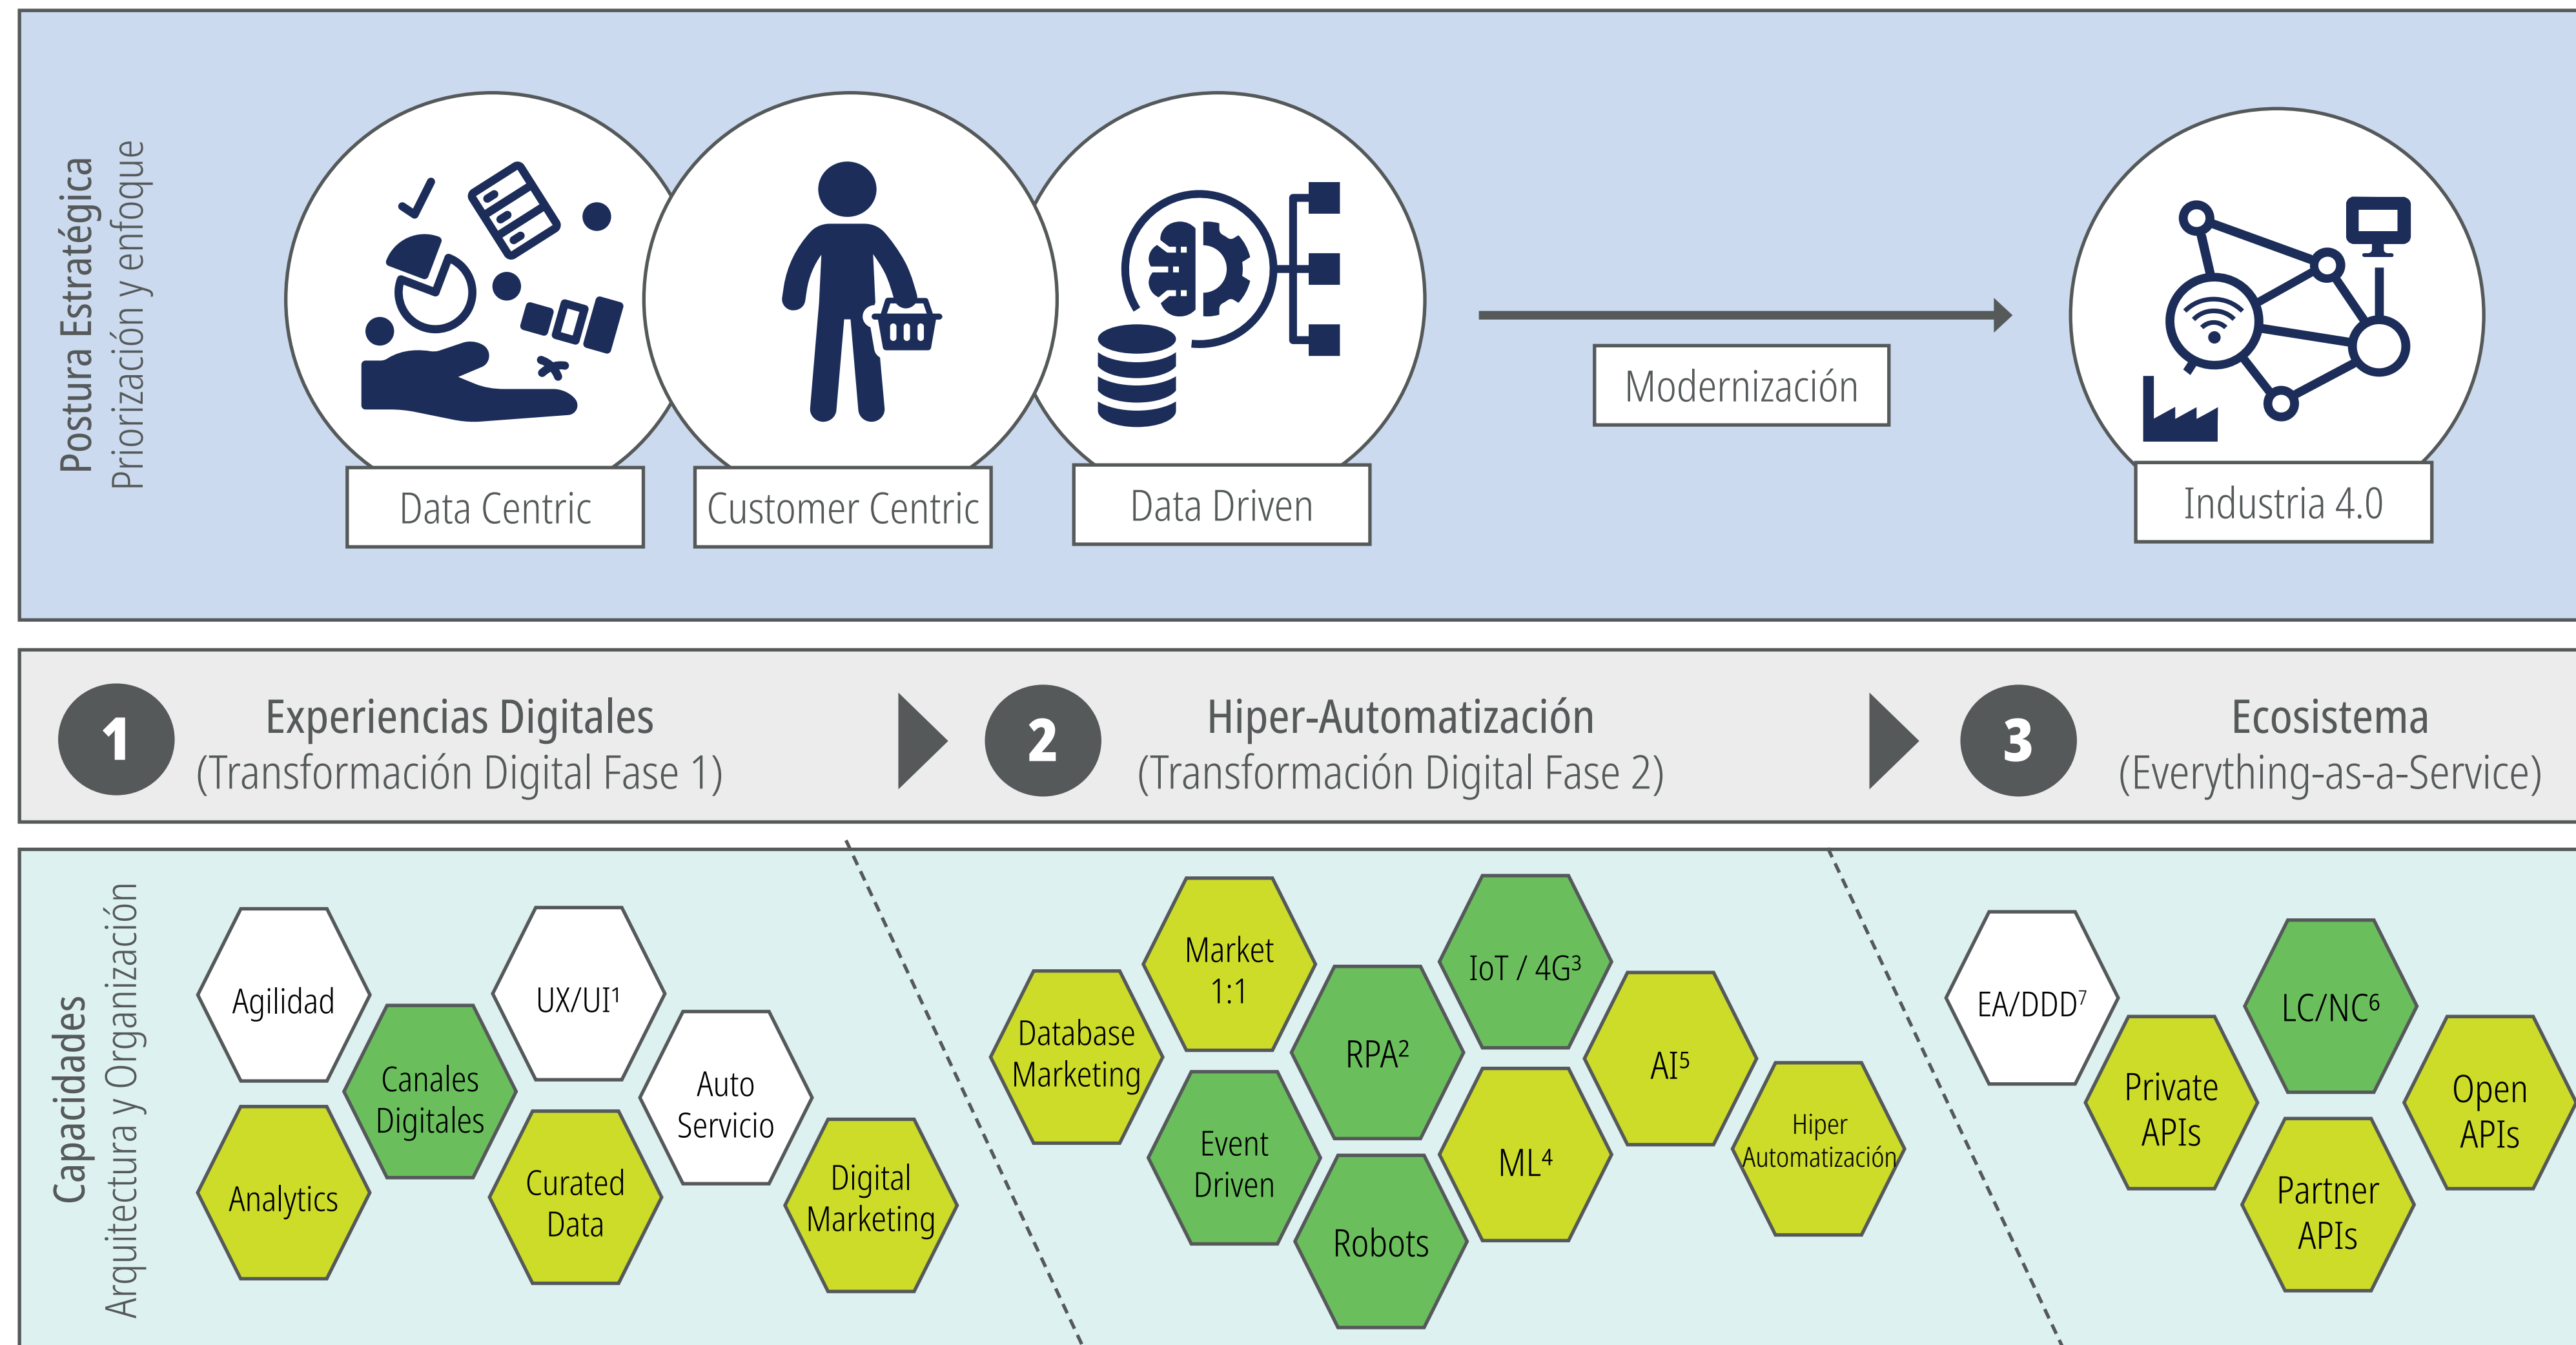 Postura Estratégica
Priorización y enfoque
Data Centric
Customer Centric
Data Driven
Modernización
Industria 4.0
1
Experiencias Digitales
(Transformación Digital Fase 1)
2
Hiper-Automatización
(Transformación Digital Fase 2)
3
Ecosistema
(Everything-as-a-Service)
Capacidades
Arquitectura y Organización
Agilidad
UX/UI¹
Canales
Digitales
Auto
Servicio
Analytics
Curated
Data
Digital
Marketing
Database
Marketing
Market
1:1
RPA²
IoT / 4G³
AI⁵
Event
Driven
Robots
ML⁴
Hiper
Automatización
EA/DDD⁷
LC/NC⁶
Private
APIs
Open
APIs
Partner
APIs